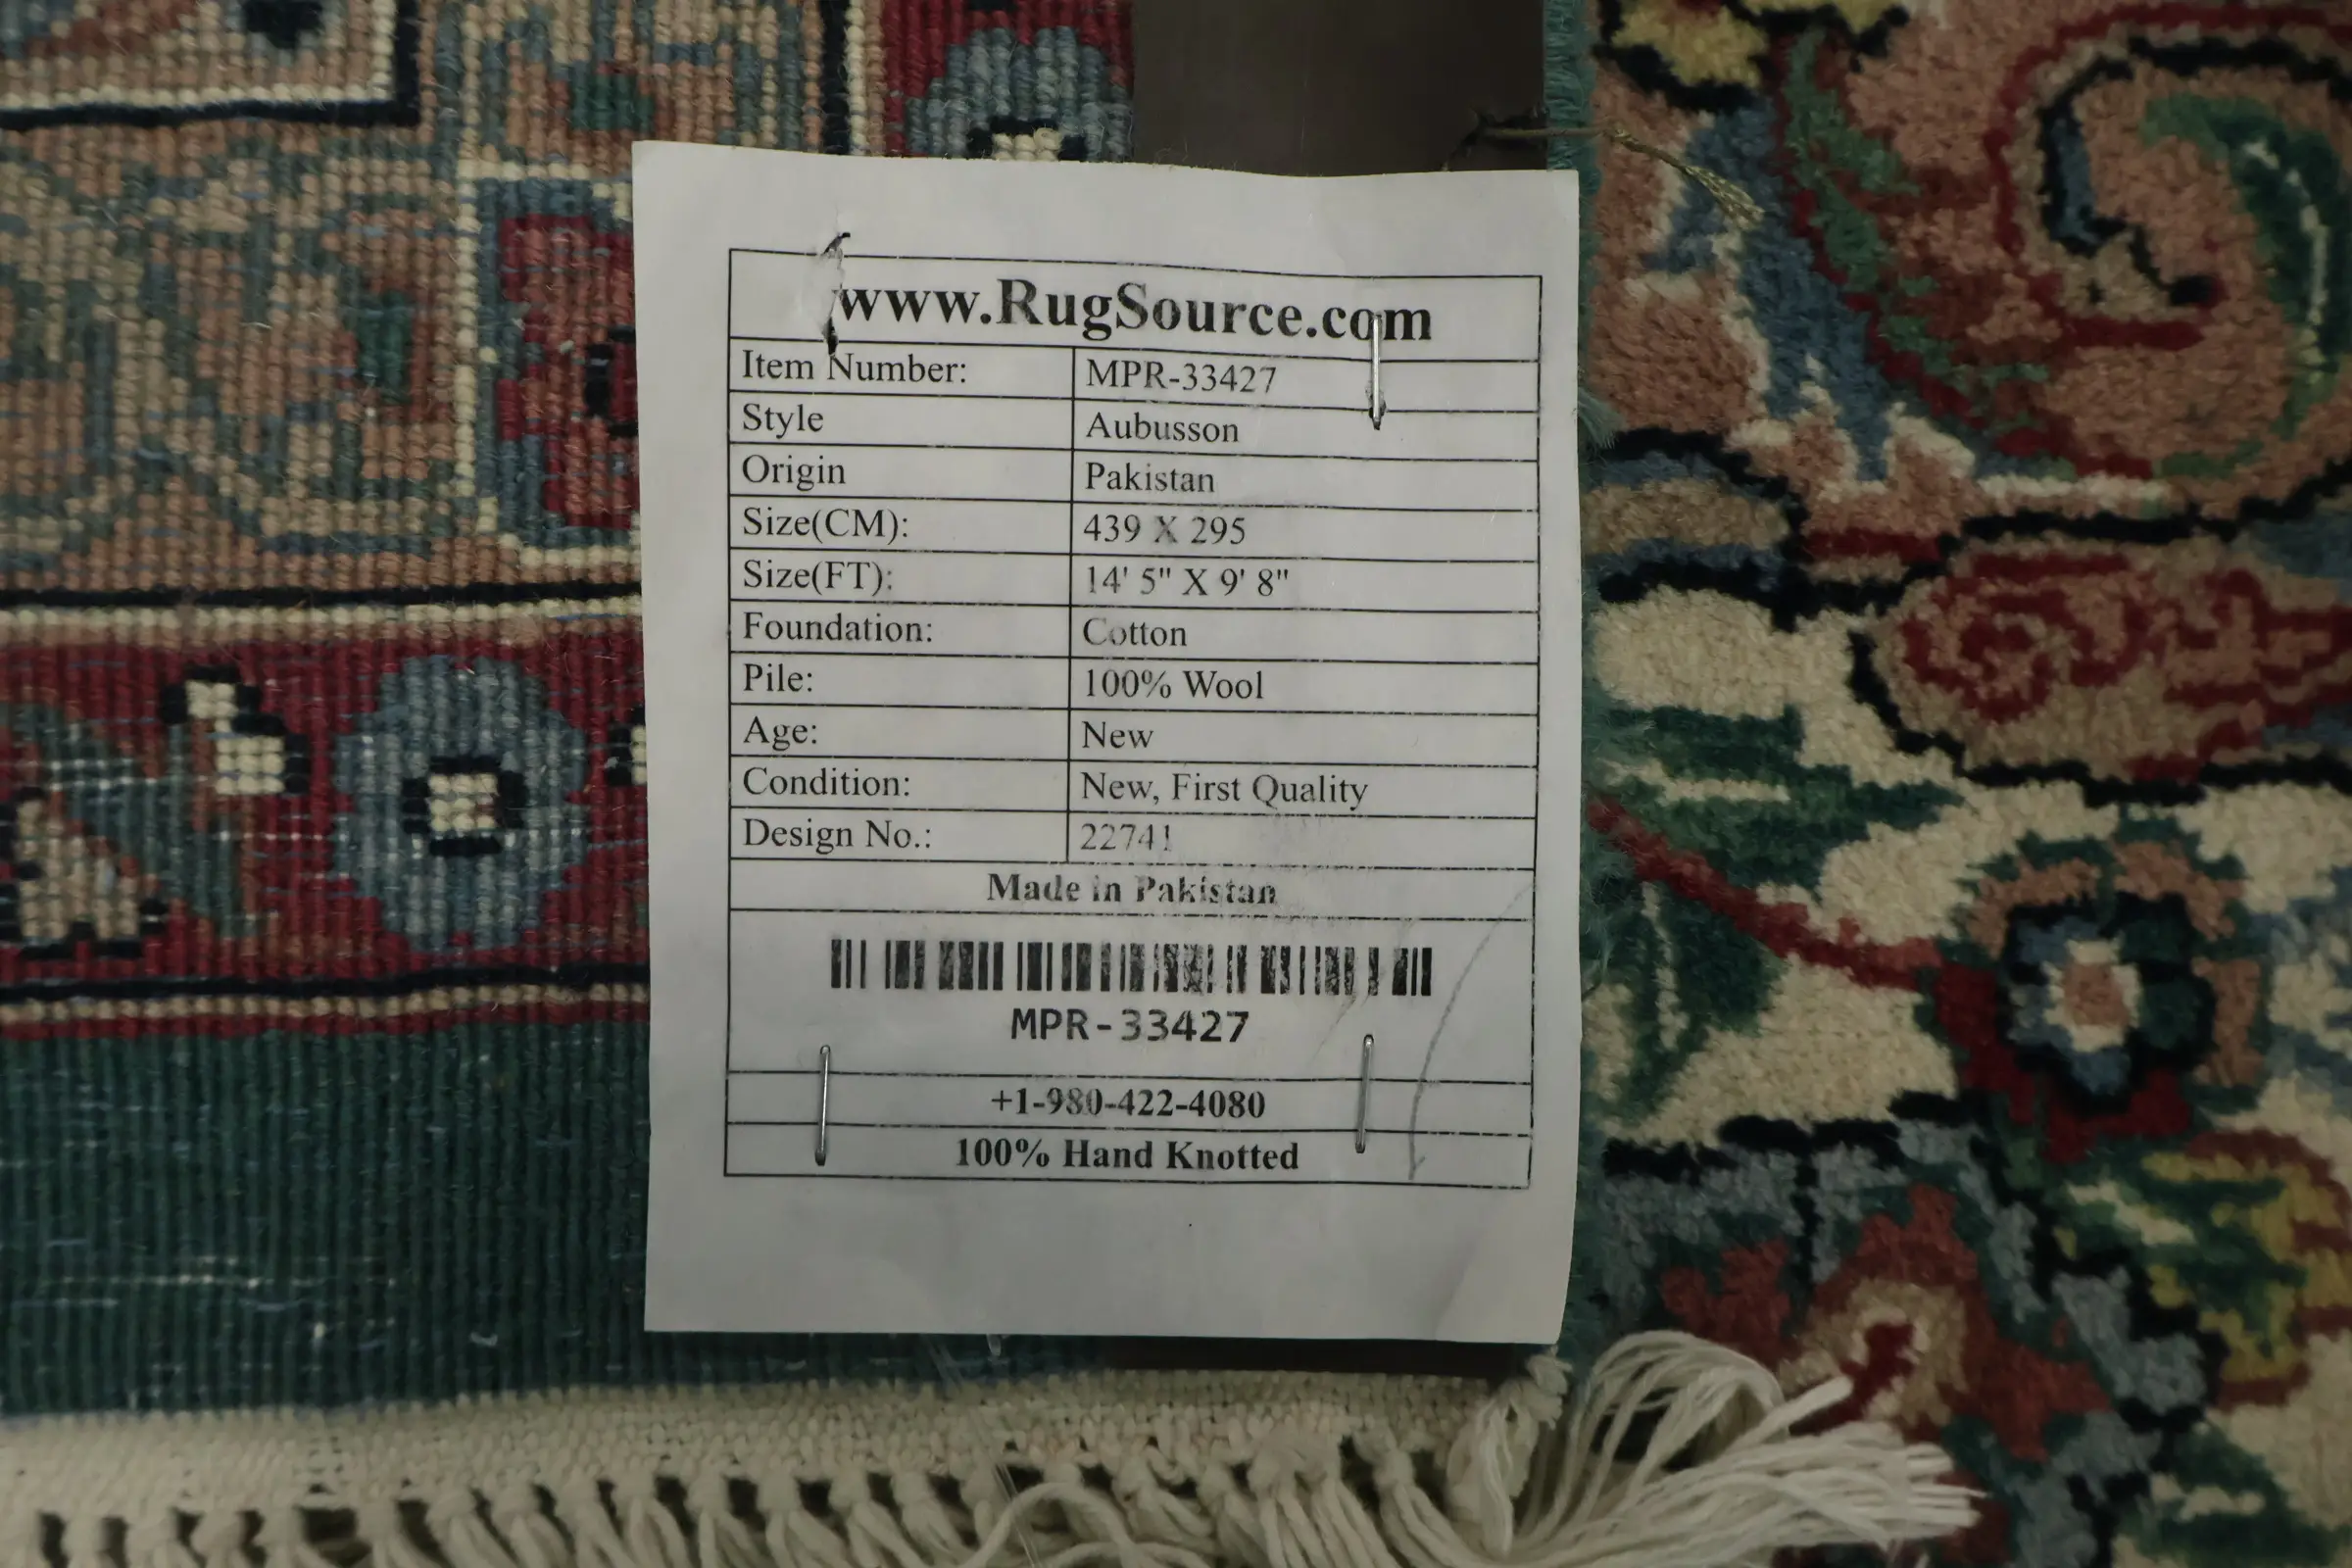 www.RugSource.com
Item Number: MPR-33427
Style Aubusson
Origin Pakistan
Size(CM): 439 X 295
Size(FT): 14' 5" X 9' 8"
Foundation: Cotton
Pile: 100% Wool
Age: New
Condition: New, First Quality
Design No.: 22741
Made in Pakistan
MPR-33427
+1-980-422-4080
100% Hand Knotted